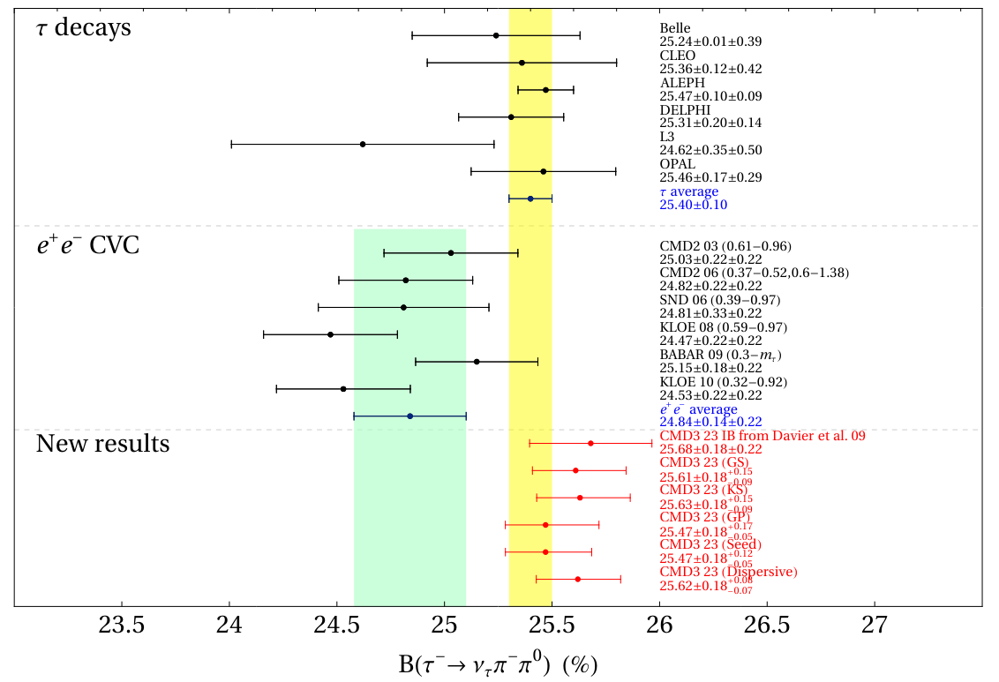 τ decays
Belle
25.24±0.01±0.39
CLEO
25.36±0.12±0.42
ALEPH
25.47±0.10±0.09
DELPHI
25.31±0.20±0.14
L3
24.62±0.35±0.50
OPAL
25.46±0.17±0.29
τ average
25.40±0.10
e⁺e⁻ CVC
CMD2 03 (0.61−0.96)
25.03±0.22±0.22
CMD2 06 (0.37−0.52,0.6−1.38)
24.82±0.22±0.22
SND 06 (0.39−0.97)
24.81±0.33±0.22
KLOE 08 (0.59−0.97)
24.47±0.22±0.22
BABAR 09 (0.3−m_τ)
25.15±0.18±0.22
KLOE 10 (0.32−0.92)
24.53±0.22±0.22
e⁺e⁻ average
24.84±0.14±0.22
New results
CMD3 23 IB from Davier et al. 09
25.68±0.18±0.22
CMD3 23 (GS)
25.61±0.18 +0.15 −0.09
CMD3 23 (KS)
25.63±0.18 +0.15 −0.09
CMD3 23 (GP)
25.47±0.18 +0.17 −0.05
CMD3 23 (Seed)
25.47±0.18 +0.12 −0.05
CMD3 23 (Dispersive)
25.62±0.18 +0.08 −0.07
23.5 24 24.5 25 25.5 26 26.5 27
B(τ⁻→ ν_τπ⁻π⁰) (%)